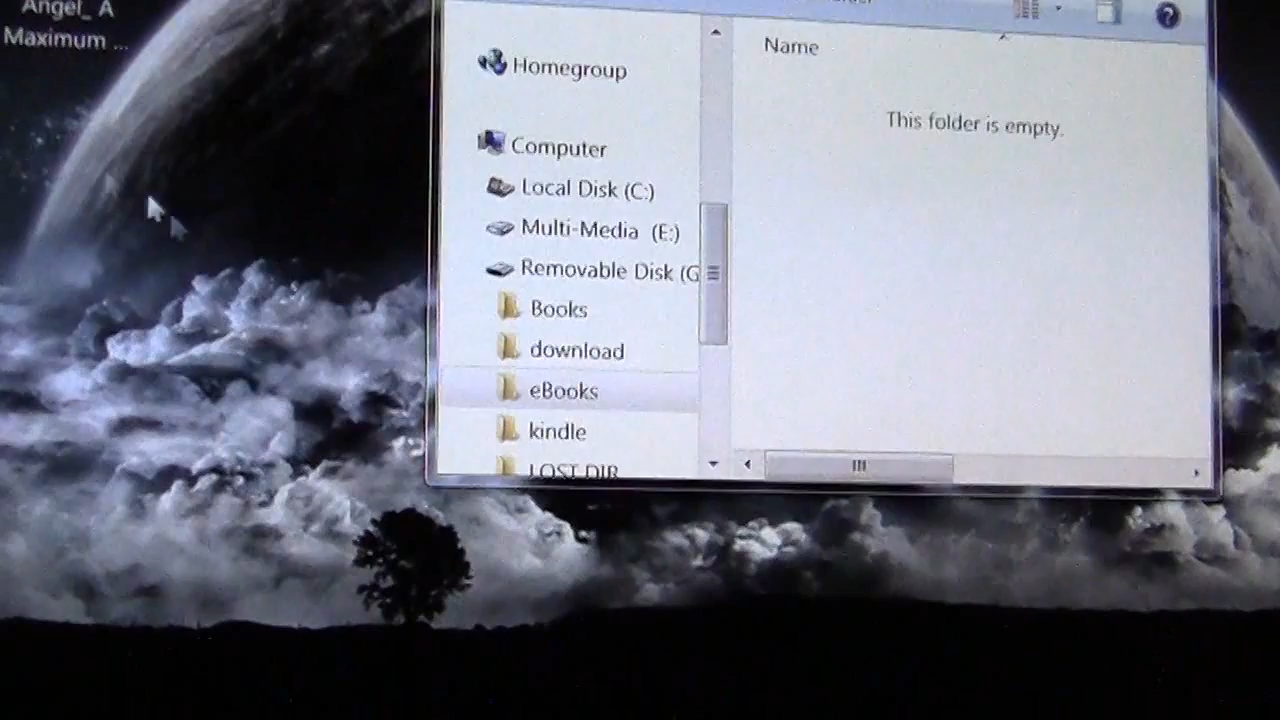 Angel_ A
Maximum ...
Name
Homegroup
This folder is empty.
Computer
Local Disk (C:)
Multi-Media (E:)
Removable Disk (G
Books
download
eBooks
kindle
LOST.DIR